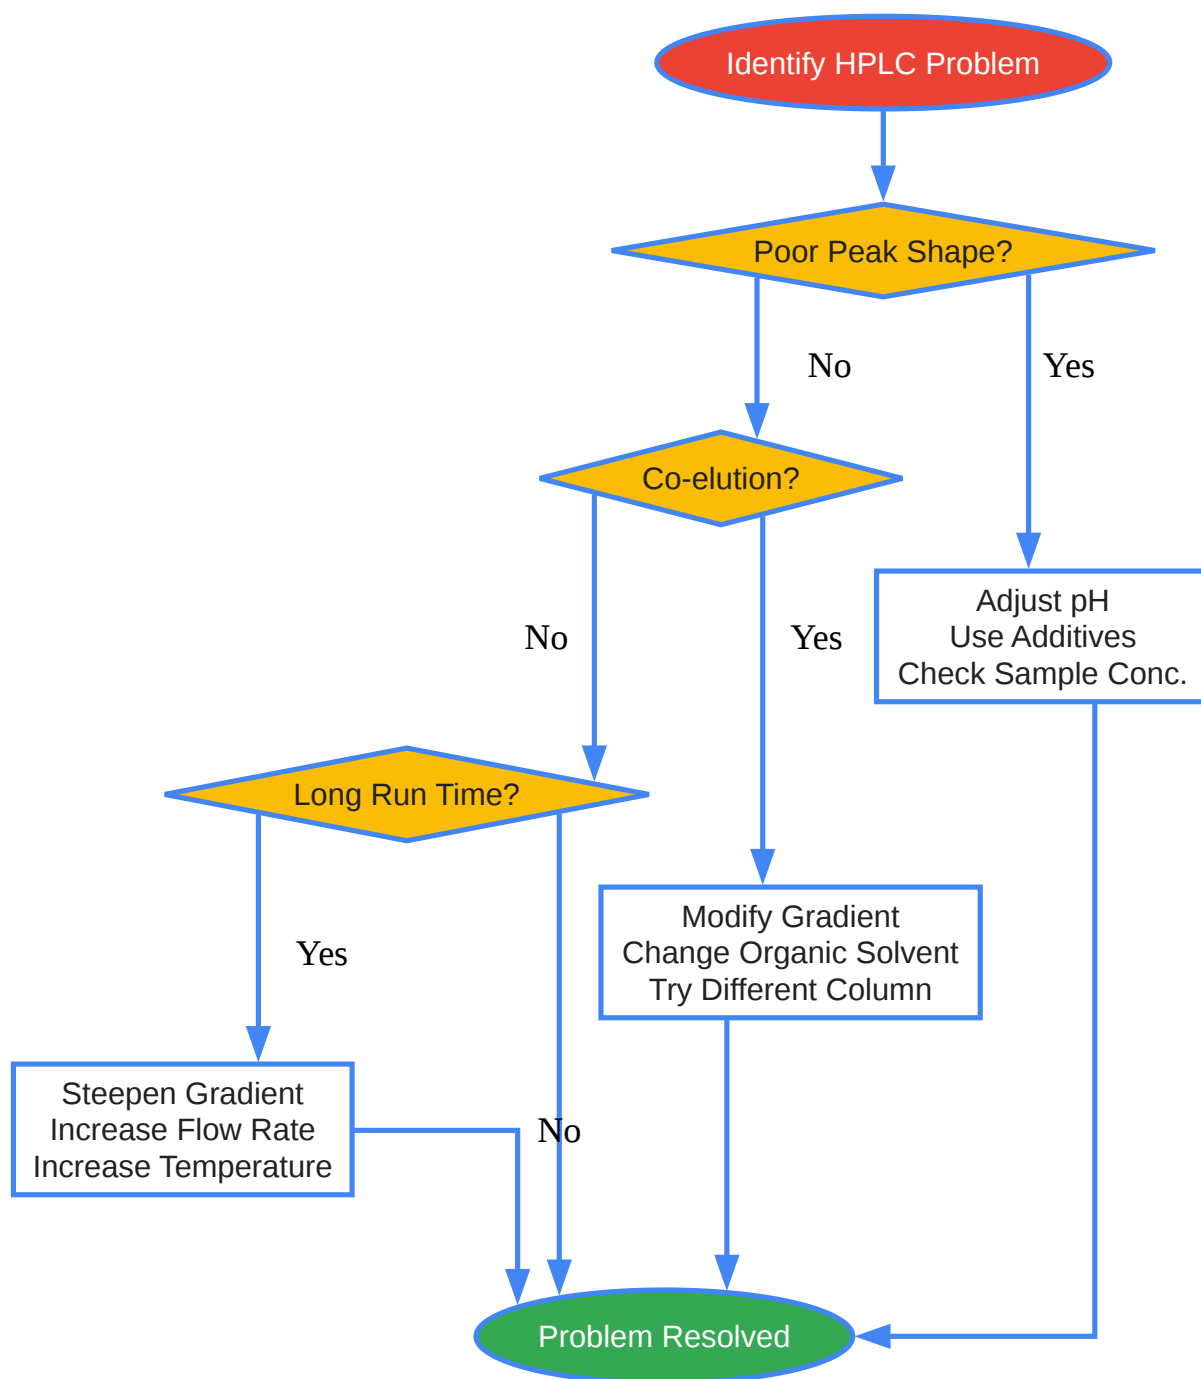 Identify HPLC Problem
Poor Peak Shape?
No
Yes
Co-elution?
Adjust pH
Use Additives
Check Sample Conc.
No
Yes
Long Run Time?
Modify Gradient
Change Organic Solvent
Try Different Column
Yes
Steepen Gradient
Increase Flow Rate
Increase Temperature
No
Problem Resolved